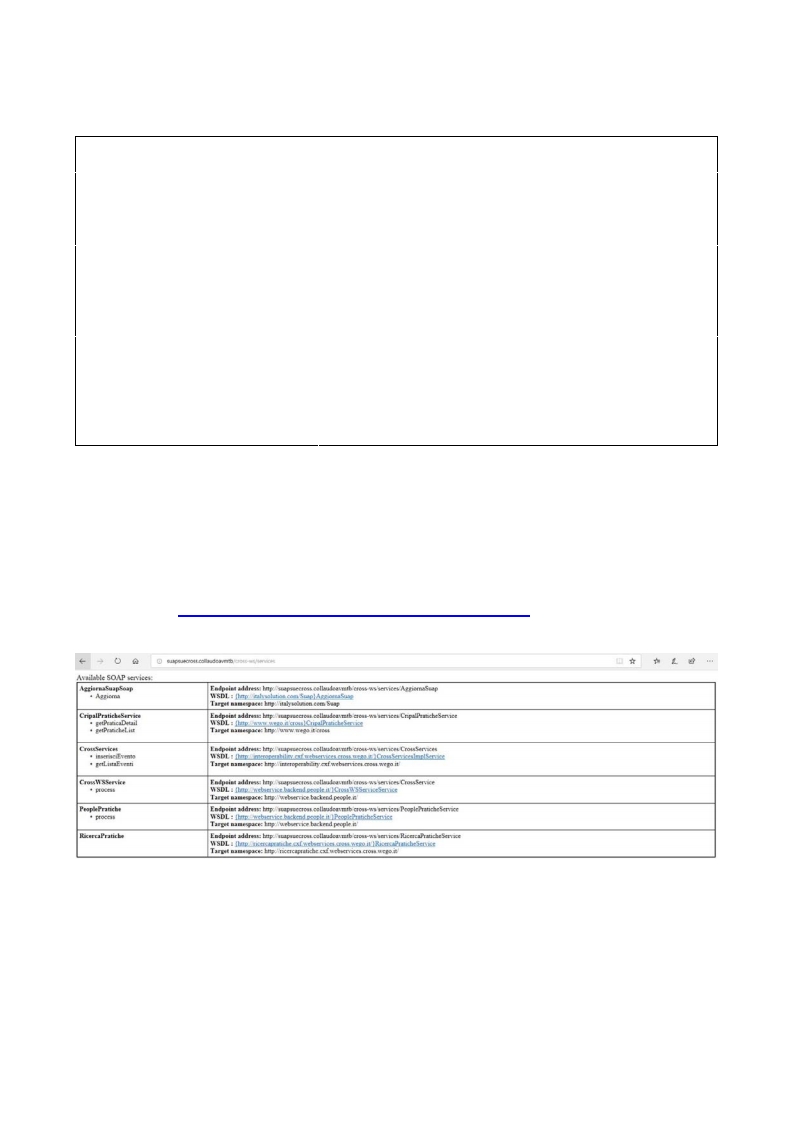 suapsuecross.collaudoavmtb/cross-ws/services
Available SOAP services:
AggiornaSuapSoap
• Aggiorna
Endpoint address: http://suapsuecross.collaudoavmtb/cross-ws/services/AggiornaSuap
WSDL : {http://italysolution.com/Suap}AggiornaSuap
Target namespace: http://italysolution.com/Suap
CripalPraticheService
• getPraticaDetail
• getPraticheList
Endpoint address: http://suapsuecross.collaudoavmtb/cross-ws/services/CripalPraticheService
WSDL : {http://www.wego.it/cross}CripalPraticheService
Target namespace: http://www.wego.it/cross
CrossServices
• inserisciEvento
• getListaEventi
Endpoint address: http://suapsuecross.collaudoavmtb/cross-ws/services/CrossServices
WSDL : {http://interoperability.cxf.webservices.cross.wego.it/}CrossServicesImplService
Target namespace: http://interoperability.cxf.webservices.cross.wego.it/
CrossWSService
• process
Endpoint address: http://suapsuecross.collaudoavmtb/cross-ws/services/CrossWSService
WSDL : {http://webservice.backend.people.it/}CrossWSServiceService
Target namespace: http://webservice.backend.people.it/
PeoplePratiche
• process
Endpoint address: http://suapsuecross.collaudoavmtb/cross-ws/services/PeoplePraticheService
WSDL : {http://webservice.backend.people.it/}PeoplePraticheService
Target namespace: http://webservice.backend.people.it/
RicercaPratiche
Endpoint address: http://suapsuecross.collaudoavmtb/cross-ws/services/RicercaPraticheService
WSDL : {http://ricercapratiche.cxf.webservices.cross.wego.it/}RicercaPraticheService
Target namespace: http://ricercapratiche.cxf.webservices.cross.wego.it/